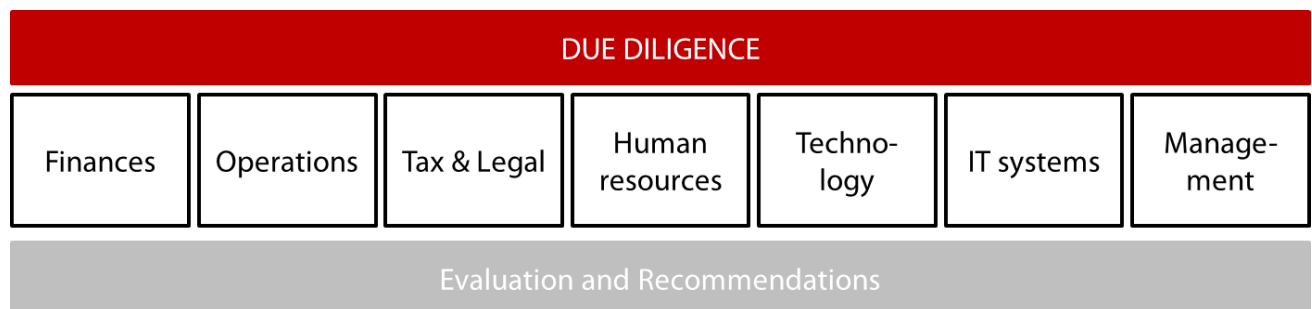 DUE DILIGENCE
Finances
Operations
Tax & Legal
Human
resources
Techno-
logy
IT systems
Manage-
ment
Evaluation and Recommendations